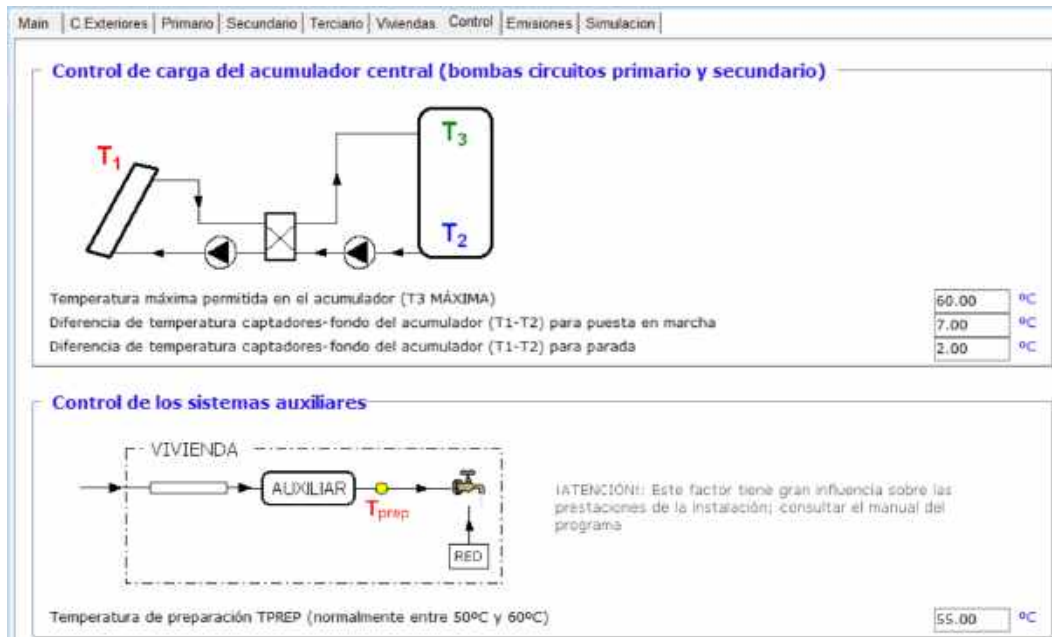 Main C.Exteriores Primario Secundario Terciario Viviendas Control Emisiones Simulacion
Control de carga del acumulador central (bombas circuitos primario y secundario)
T1
T3
T2
Temperatura máxima permitida en el acumulador (T3 MÁXIMA) 60.00 ºC
Diferencia de temperatura captadores-fondo del acumulador (T1-T2) para puesta en marcha 7.00 ºC
Diferencia de temperatura captadores-fondo del acumulador (T1-T2) para parada 2.00 ºC
Control de los sistemas auxiliares
VIVIENDA
AUXILIAR
Tprep
RED
¡ATENCIÓN!: Este factor tiene gran influencia sobre las
prestaciones de la instalación; consultar el manual del
programa
Temperatura de preparación TPREP (normalmente entre 50ºC y 60ºC) 55.00 ºC